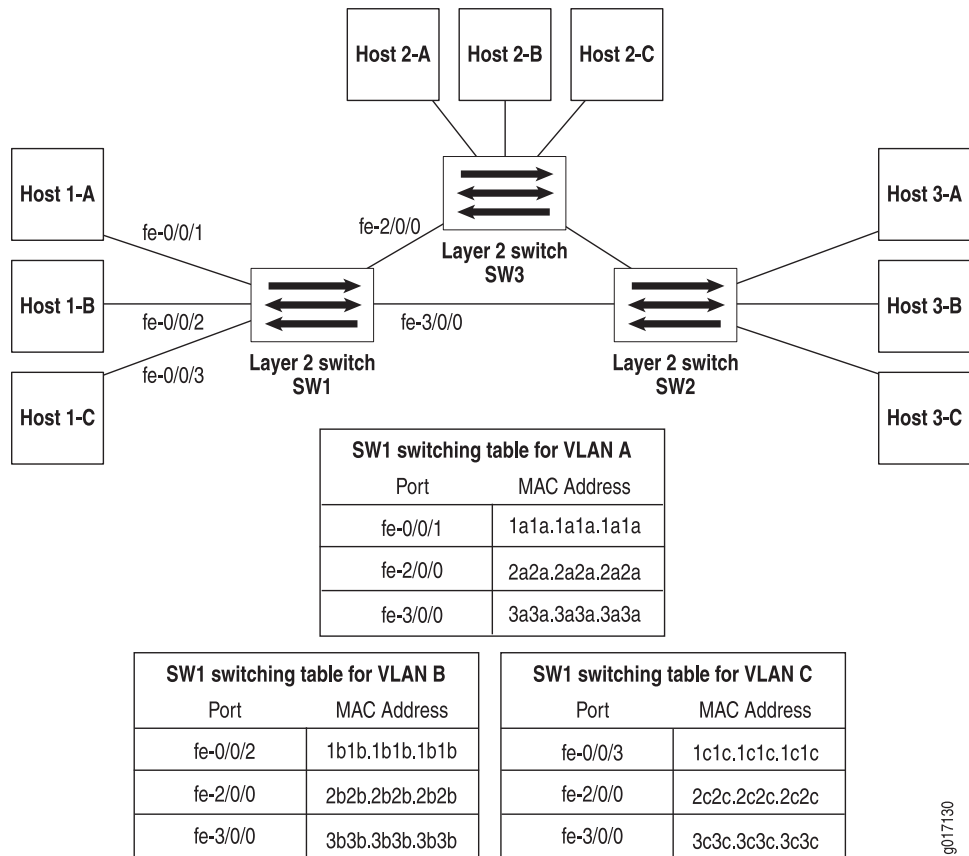 Host 2-A
Host 2-B
Host 2-C
Host 1-A
Host 3-A
fe-0/0/1
fe-2/0/0
Layer 2 switch
SW3
Host 1-B
Host 3-B
fe-0/0/2
fe-3/0/0
fe-0/0/3
Layer 2 switch
SW1
Layer 2 switch
SW2
Host 1-C
Host 3-C
SW1 switching table for VLAN A
Port MAC Address
fe-0/0/1 1a1a.1a1a.1a1a
fe-2/0/0 2a2a.2a2a.2a2a
fe-3/0/0 3a3a.3a3a.3a3a
SW1 switching table for VLAN B
Port MAC Address
fe-0/0/2 1b1b.1b1b.1b1b
fe-2/0/0 2b2b.2b2b.2b2b
fe-3/0/0 3b3b.3b3b.3b3b
SW1 switching table for VLAN C
Port MAC Address
fe-0/0/3 1c1c.1c1c.1c1c
fe-2/0/0 2c2c.2c2c.2c2c
fe-3/0/0 3c3c.3c3c.3c3c
g017130